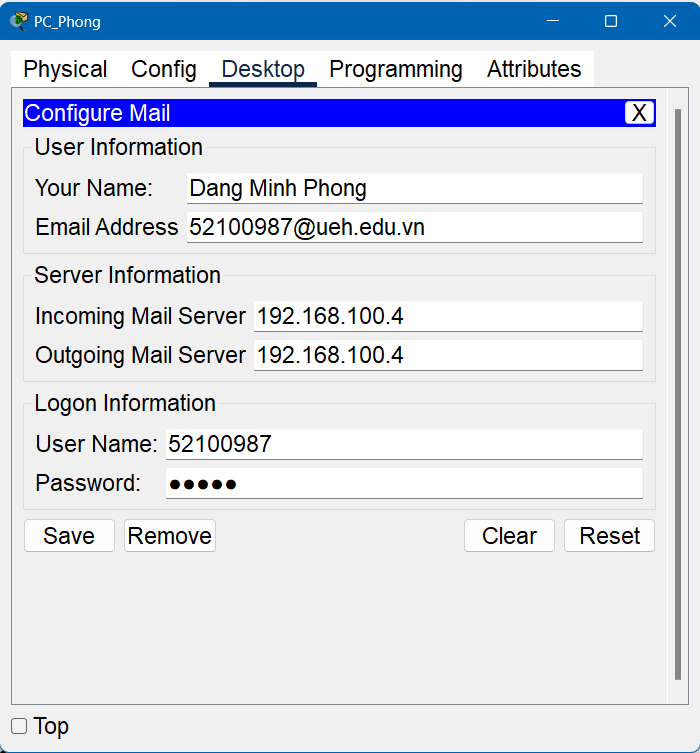 PC_Phong
Physical Config Desktop Programming Attributes
Configure Mail X
User Information
Your Name: Dang Minh Phong
Email Address 52100987@ueh.edu.vn
Server Information
Incoming Mail Server 192.168.100.4
Outgoing Mail Server 192.168.100.4
Logon Information
User Name: 52100987
Password: ●●●●●
Save Remove Clear Reset
Top